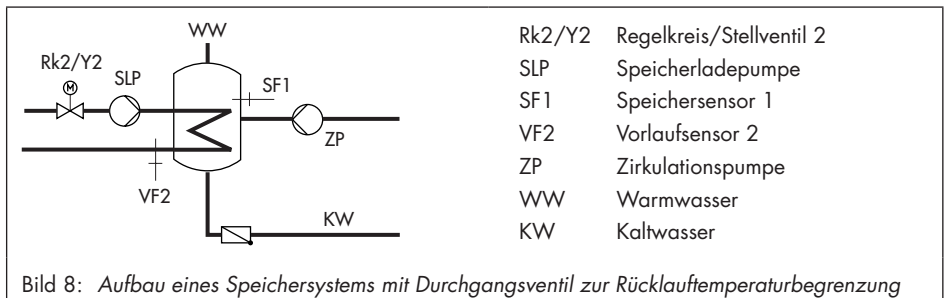 WW
Rk2/Y2
M
SLP
SF1
ZP
VF2
KW
Rk2/Y2 Regelkreis/Stellventil 2
SLP Speicherladepumpe
SF1 Speichersensor 1
VF2 Vorlaufsensor 2
ZP Zirkulationspumpe
WW Warmwasser
KW Kaltwasser
Bild 8: Aufbau eines Speichersystems mit Durchgangsventil zur Rücklauftemperaturbegrenzung